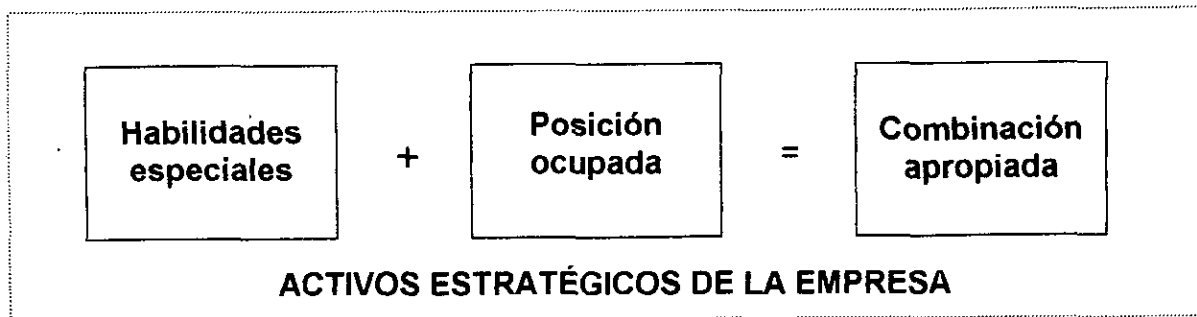 Habilidades
especiales
+
Posición
ocupada
=
Combinación
apropiada
ACTIVOS ESTRATÉGICOS DE LA EMPRESA